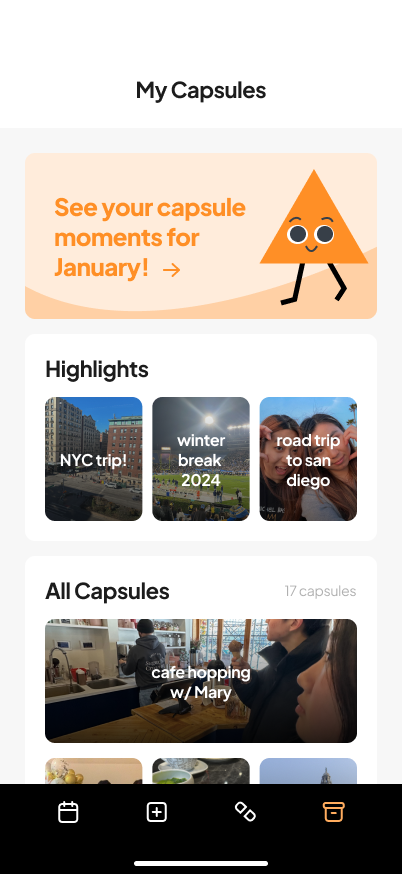 My Capsules
See your capsule
moments for
January! →
Highlights
NYC trip!
winter
break
2024
road trip
to san
diego
All Capsules
17 capsules
cafe hopping
w/ Mary